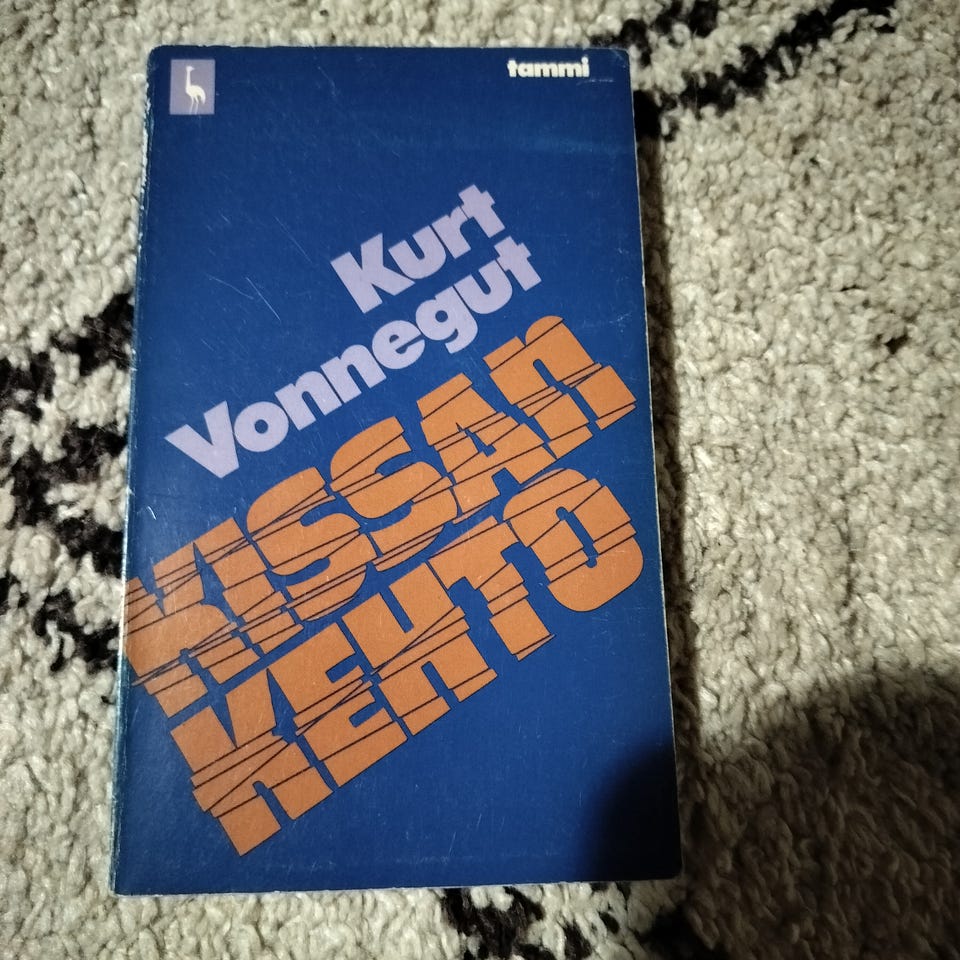 tammi
Kurt
Vonnegut
KISSAN
KEHTO